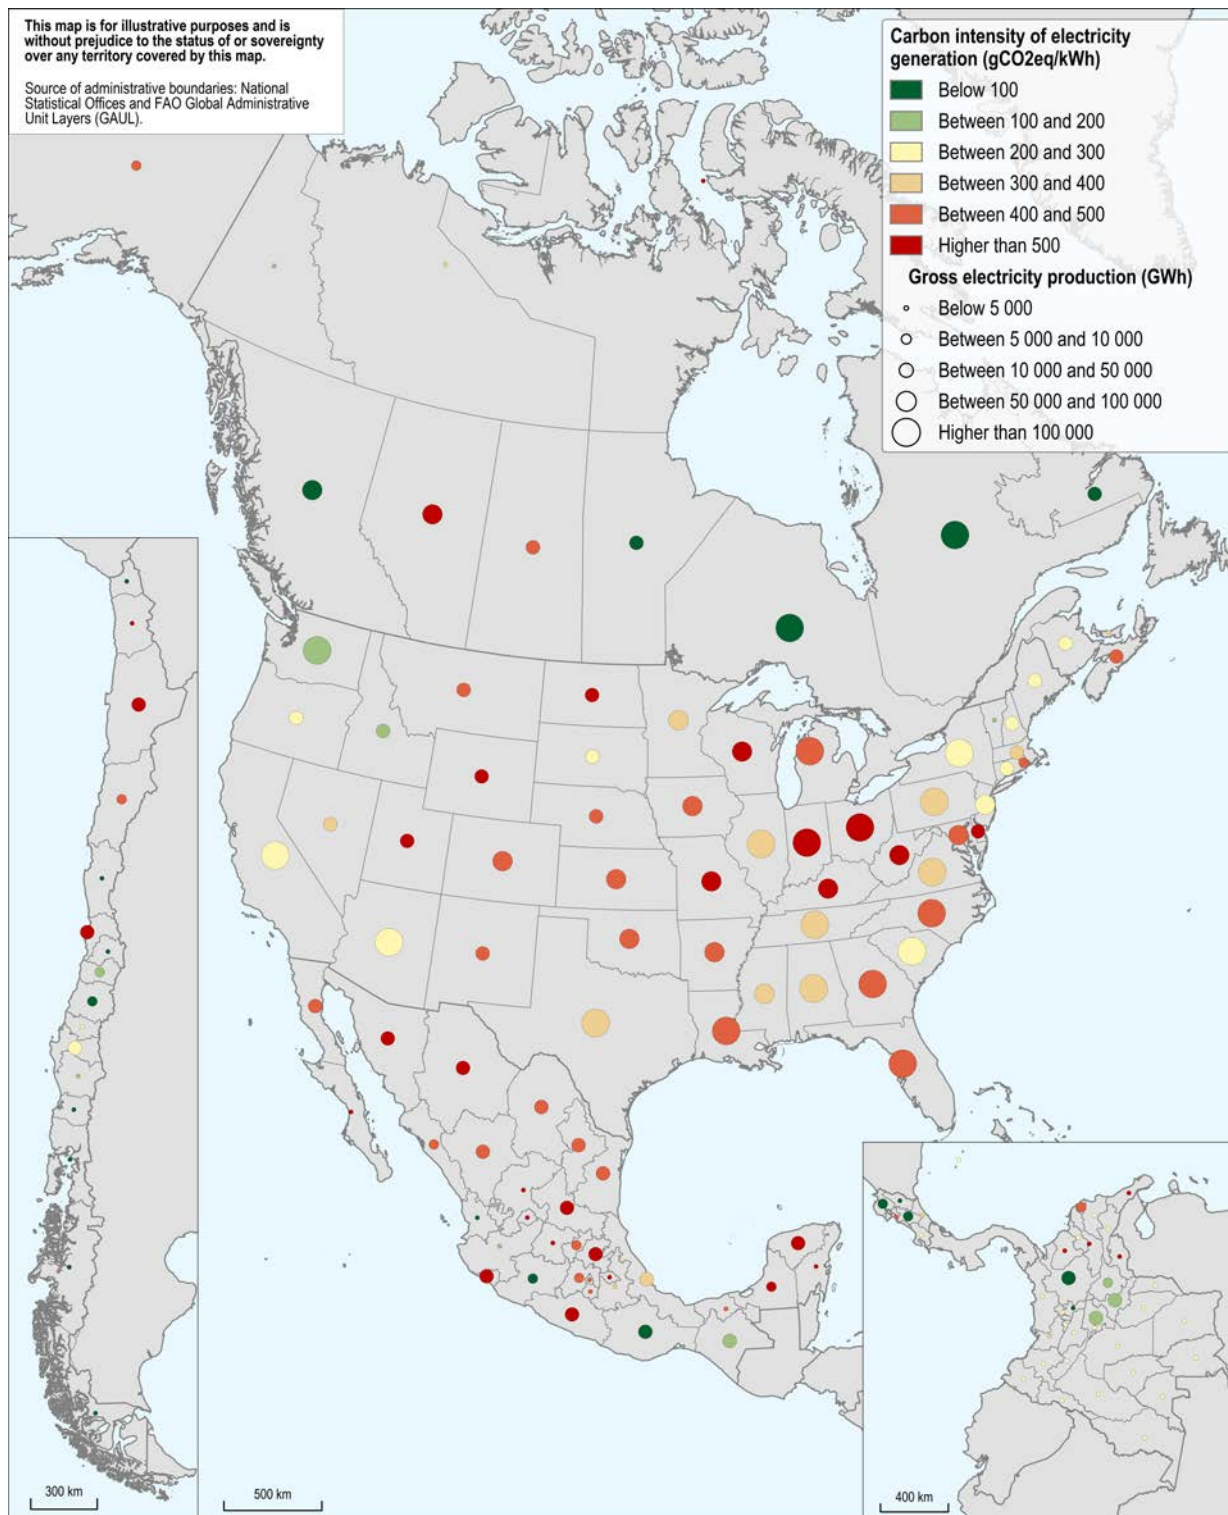 This map is for illustrative purposes and is
without prejudice to the status of or sovereignty
over any territory covered by this map.
Source of administrative boundaries: National
Statistical Offices and FAO Global Administrative
Unit Layers (GAUL).
Carbon intensity of electricity
generation (gCO2eq/kWh)
Below 100
Between 100 and 200
Between 200 and 300
Between 300 and 400
Between 400 and 500
Higher than 500
Gross electricity production (GWh)
Below 5 000
Between 5 000 and 10 000
Between 10 000 and 50 000
Between 50 000 and 100 000
Higher than 100 000
300 km
500 km
400 km